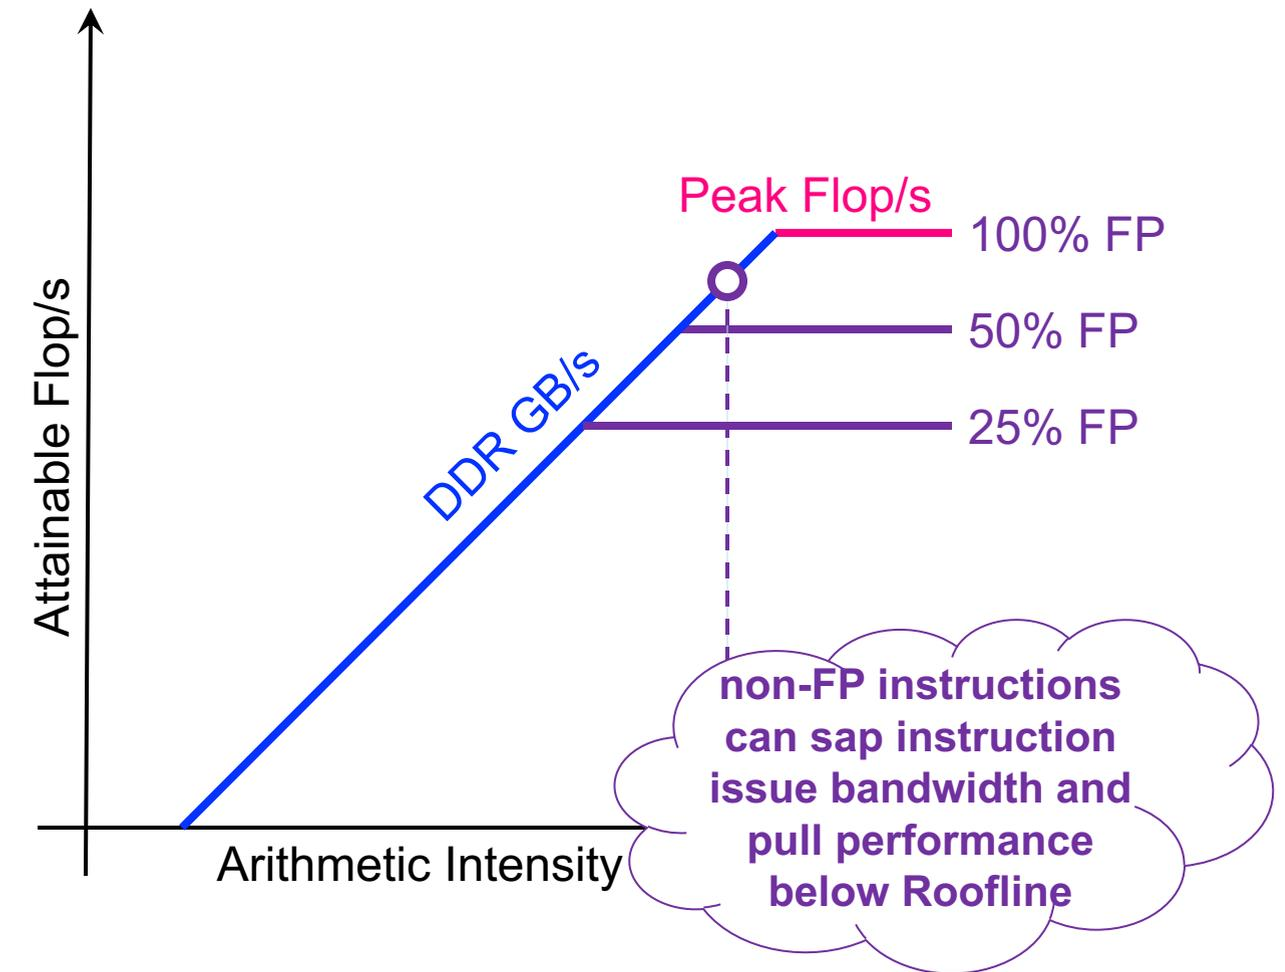 Attainable Flop/s
Peak Flop/s
100% FP
50% FP
25% FP
DDR GB/s
Arithmetic Intensity
non-FP instructions
can sap instruction
issue bandwidth and
pull performance
below Roofline